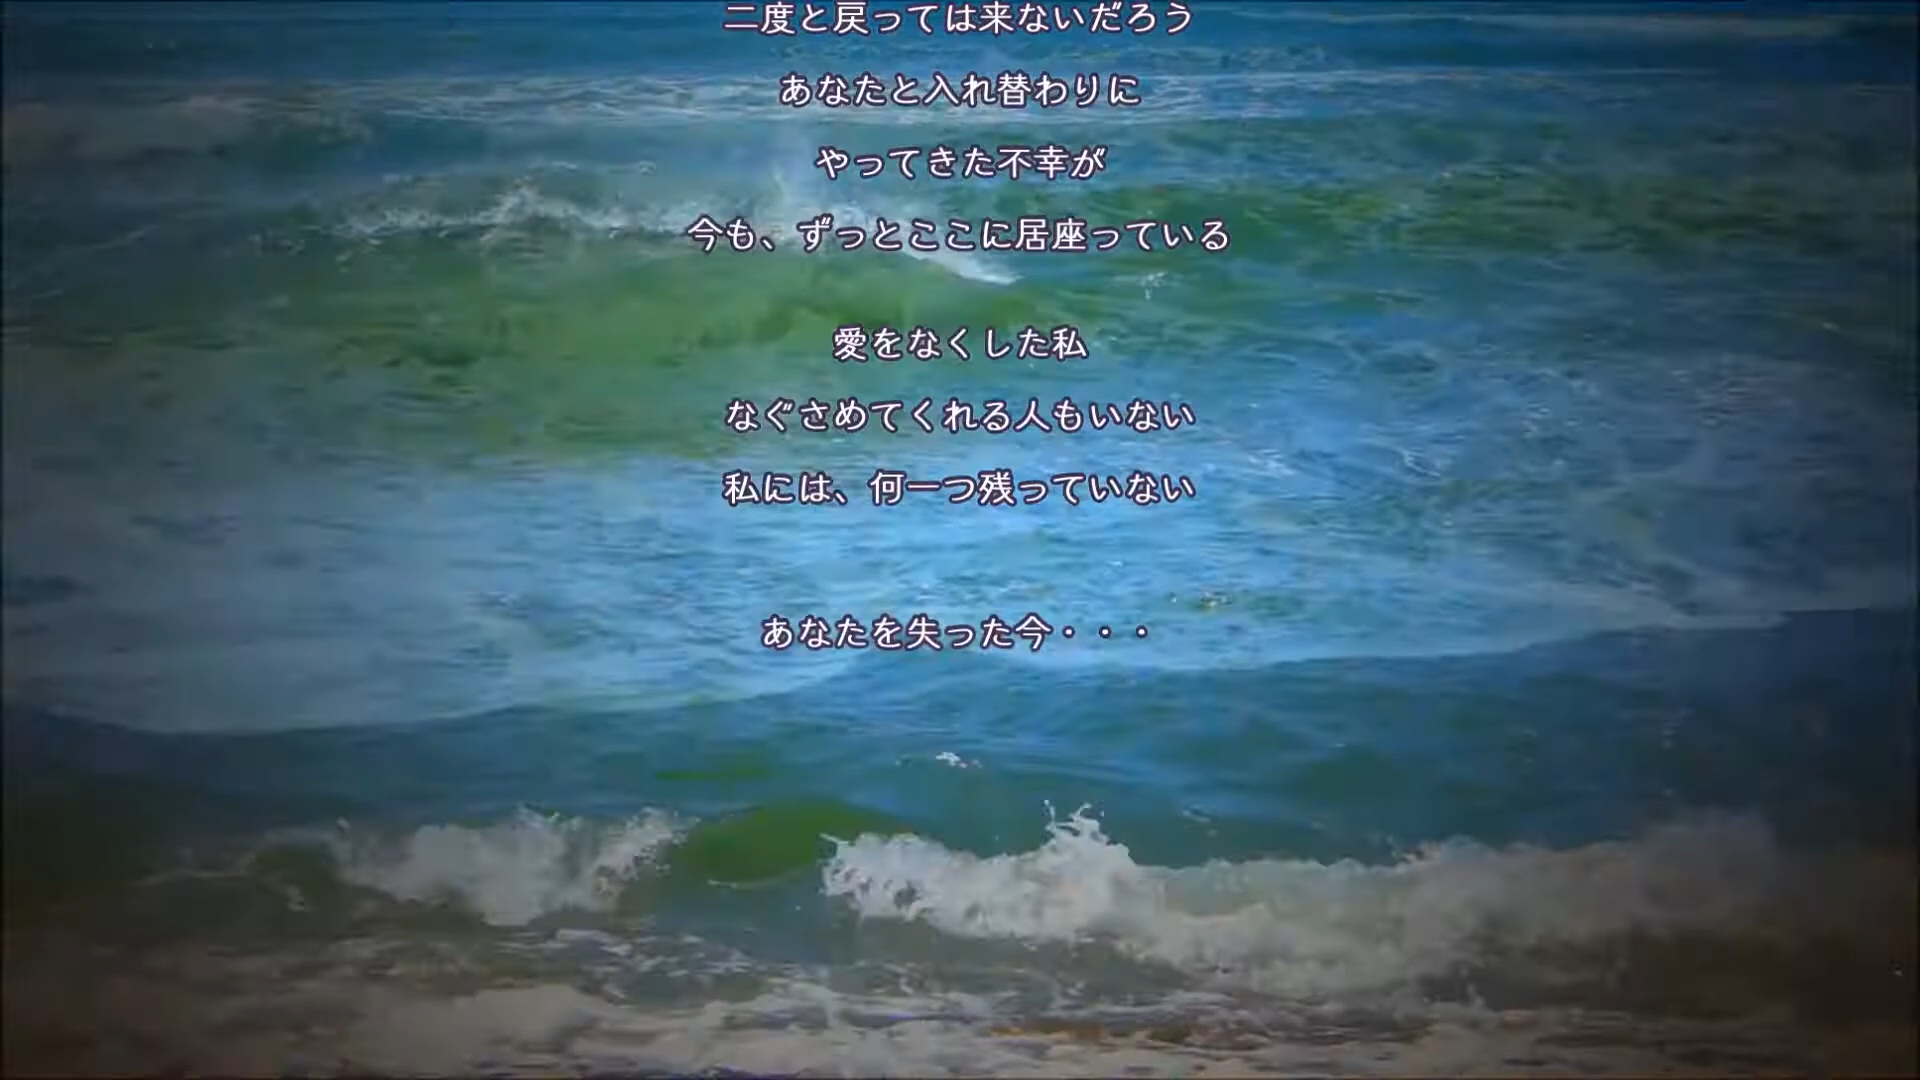 二度と戻っては来ないだろう
あなたと入れ替わりに
やってきた不幸が
今も、ずっとここに居座っている
愛をなくした私
なぐさめてくれる人もいない
私には、何一つ残っていない
あなたを失った今・・・